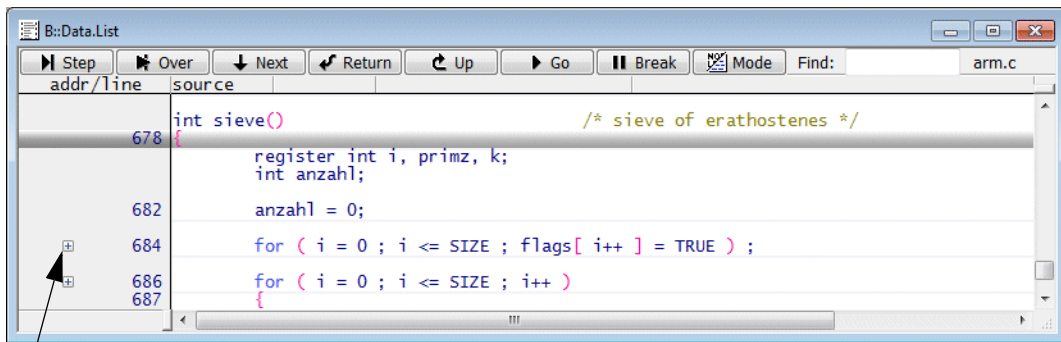 B::Data.List
Step Over Next Return Up Go Break Mode Find: arm.c
addr/line source
int sieve() /* sieve of erathostenes */
678 {
register int i, primz, k;
int anzahl;
682 anzahl = 0;
684 for ( i = 0 ; i <= SIZE ; flags[ i++ ] = TRUE ) ;
686 for ( i = 0 ; i <= SIZE ; i++ )
687 {